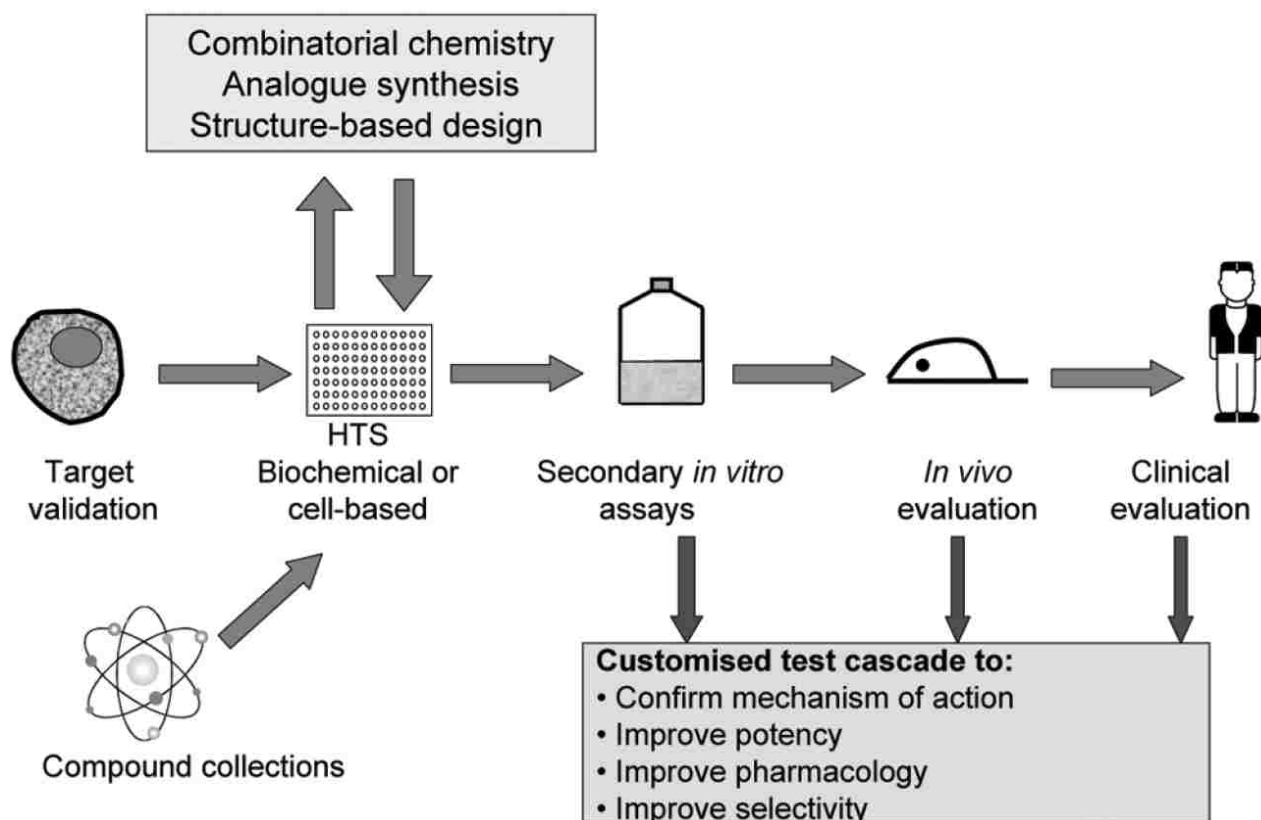 Combinatorial chemistry
Analogue synthesis
Structure-based design
HTS
Target
validation
Biochemical or
cell-based
Secondary in vitro
assays
In vivo
evaluation
Clinical
evaluation
Compound collections
Customised test cascade to:
• Confirm mechanism of action
• Improve potency
• Improve pharmacology
• Improve selectivity